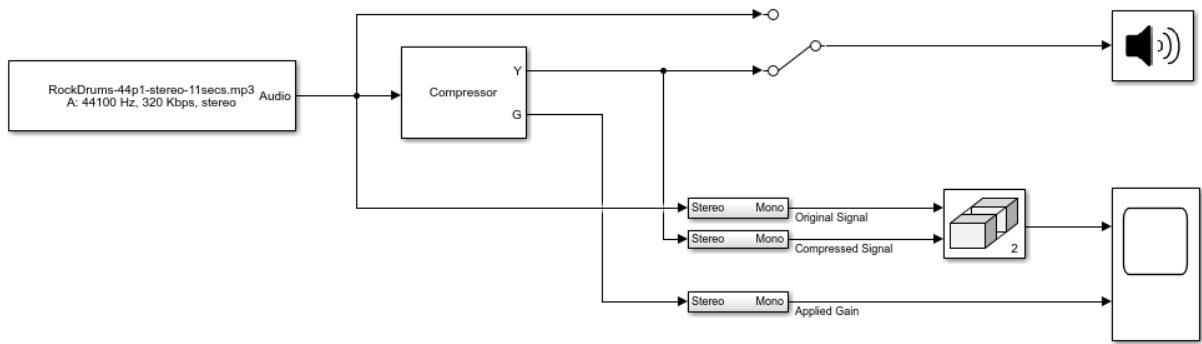 RockDrums-44p1-stereo-11secs.mp3
A: 44100 Hz, 320 Kbps, stereo
Audio
Compressor
Y
G
Stereo Mono
Original Signal
Stereo Mono
Compressed Signal
2
Stereo Mono
Applied Gain